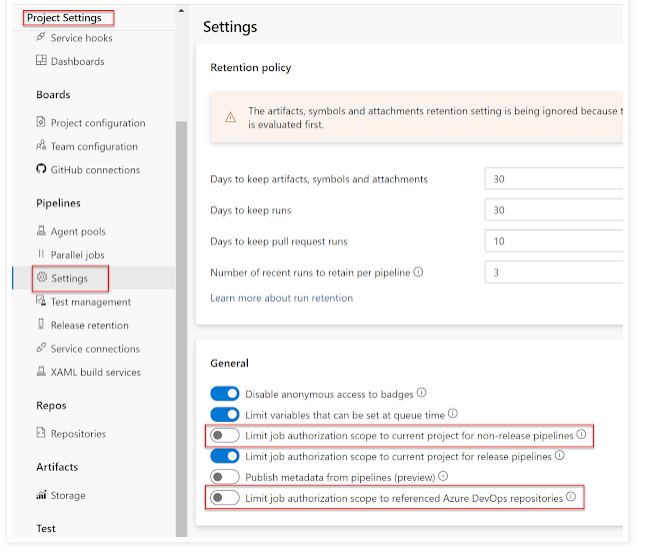 Project Settings
Service hooks
Dashboards
Boards
Project configuration
Team configuration
GitHub connections
Pipelines
Agent pools
Parallel jobs
Settings
Test management
Release retention
Service connections
XAML build services
Repos
Repositories
Artifacts
Storage
Test
Settings
Retention policy
The artifacts, symbols and attachments retention setting is being ignored because
is evaluated first.
Days to keep artifacts, symbols and attachments 30
Days to keep runs 30
Days to keep pull request runs 10
Number of recent runs to retain per pipeline 3
Learn more about run retention
General
Disable anonymous access to badges
Limit variables that can be set at queue time
Limit job authorization scope to current project for non-release pipelines
Limit job authorization scope to current project for release pipelines
Publish metadata from pipelines (preview)
Limit job authorization scope to referenced Azure DevOps repositories